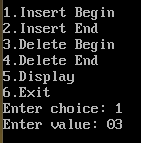 1.Insert Begin
2.Insert End
3.Delete Begin
4.Delete End
5.Display
6.Exit
Enter choice: 1
Enter value: 03